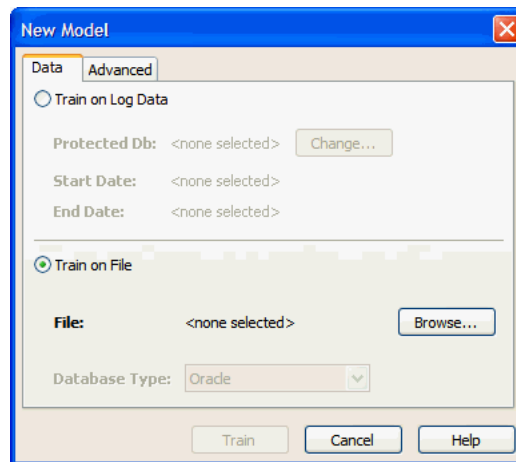 New Model
Data Advanced
Train on Log Data
Protected Db: <none selected> Change...
Start Date: <none selected>
End Date: <none selected>
Train on File
File: <none selected> Browse...
Database Type: Oracle
Train Cancel Help